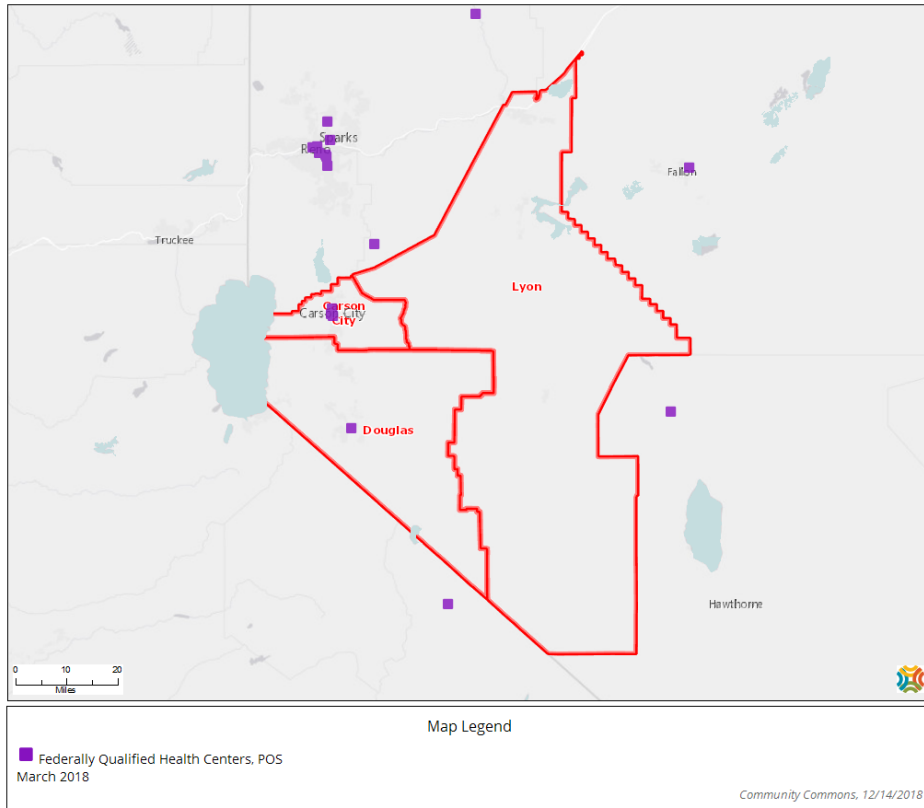 Sparks
Reno
Fallon
Truckee
Lyon
Carson
Carson City
City
Douglas
Hawthorne
0 10 20
Miles
Map Legend
Federally Qualified Health Centers, POS
March 2018
Community Commons, 12/14/2018